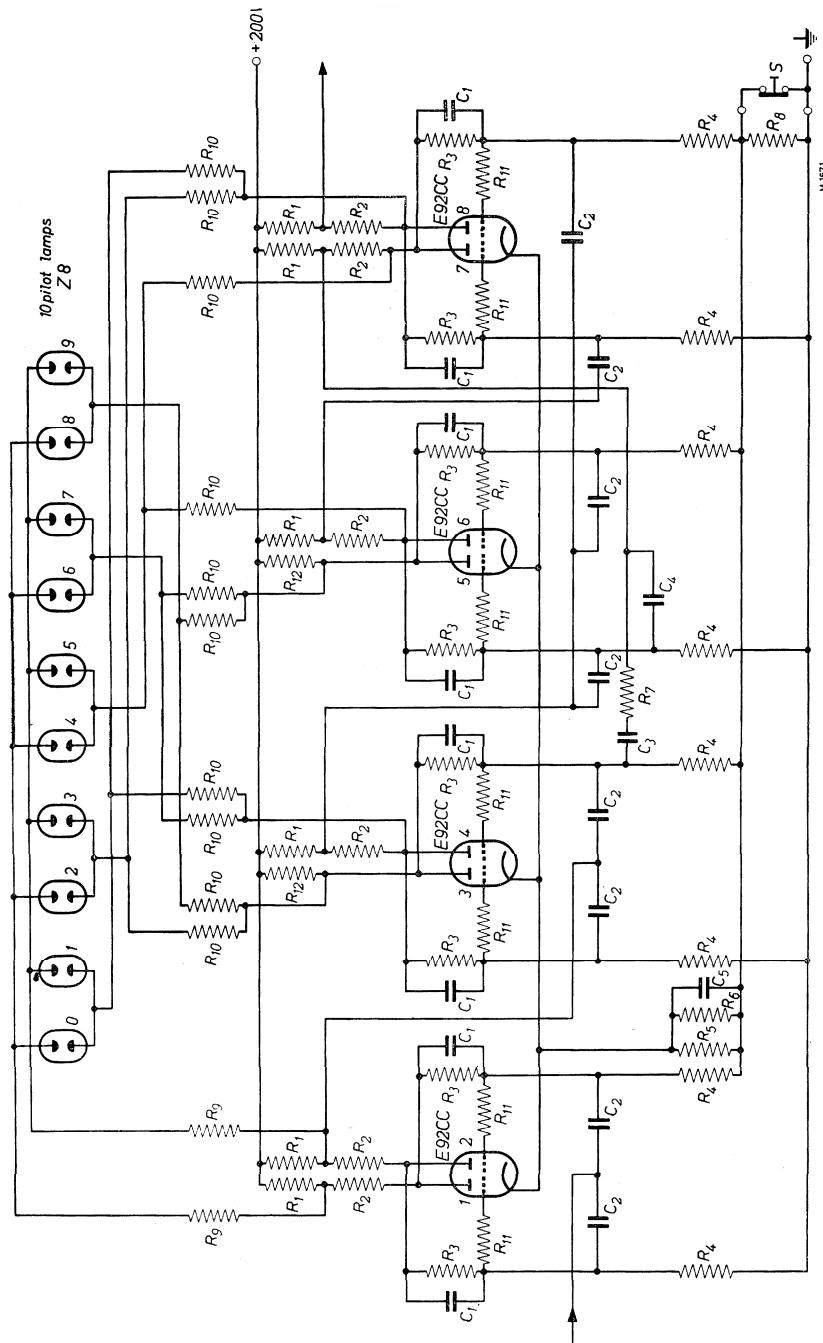 10 pilot lamps
Z8
0 1 2 3 4 5 6 7 8 9
R9 R9 R10 R10 R10 R10 R10 R10 R10 R10 R10 R10
+200V
R1 R1 R12 R1 R12 R1 R1 R1
R2 R2 R2 R2 R2 R2
E92CC E92CC E92CC E92CC
C1 R3 R3 C1 C1 R3 R3 C1 C1 R3 R3 C1 C1 R3 R3 C1
1 2 3 4 5 6 7 8
R11 R11 R11 R11 R11 R11 R11 R11
C2 C2 C2 C2 C2 C2 C2 C2
C3 R7 C4
R4 R4 R5 R6 C5 R4 R4 R4 R4 R4 R4
R8 S